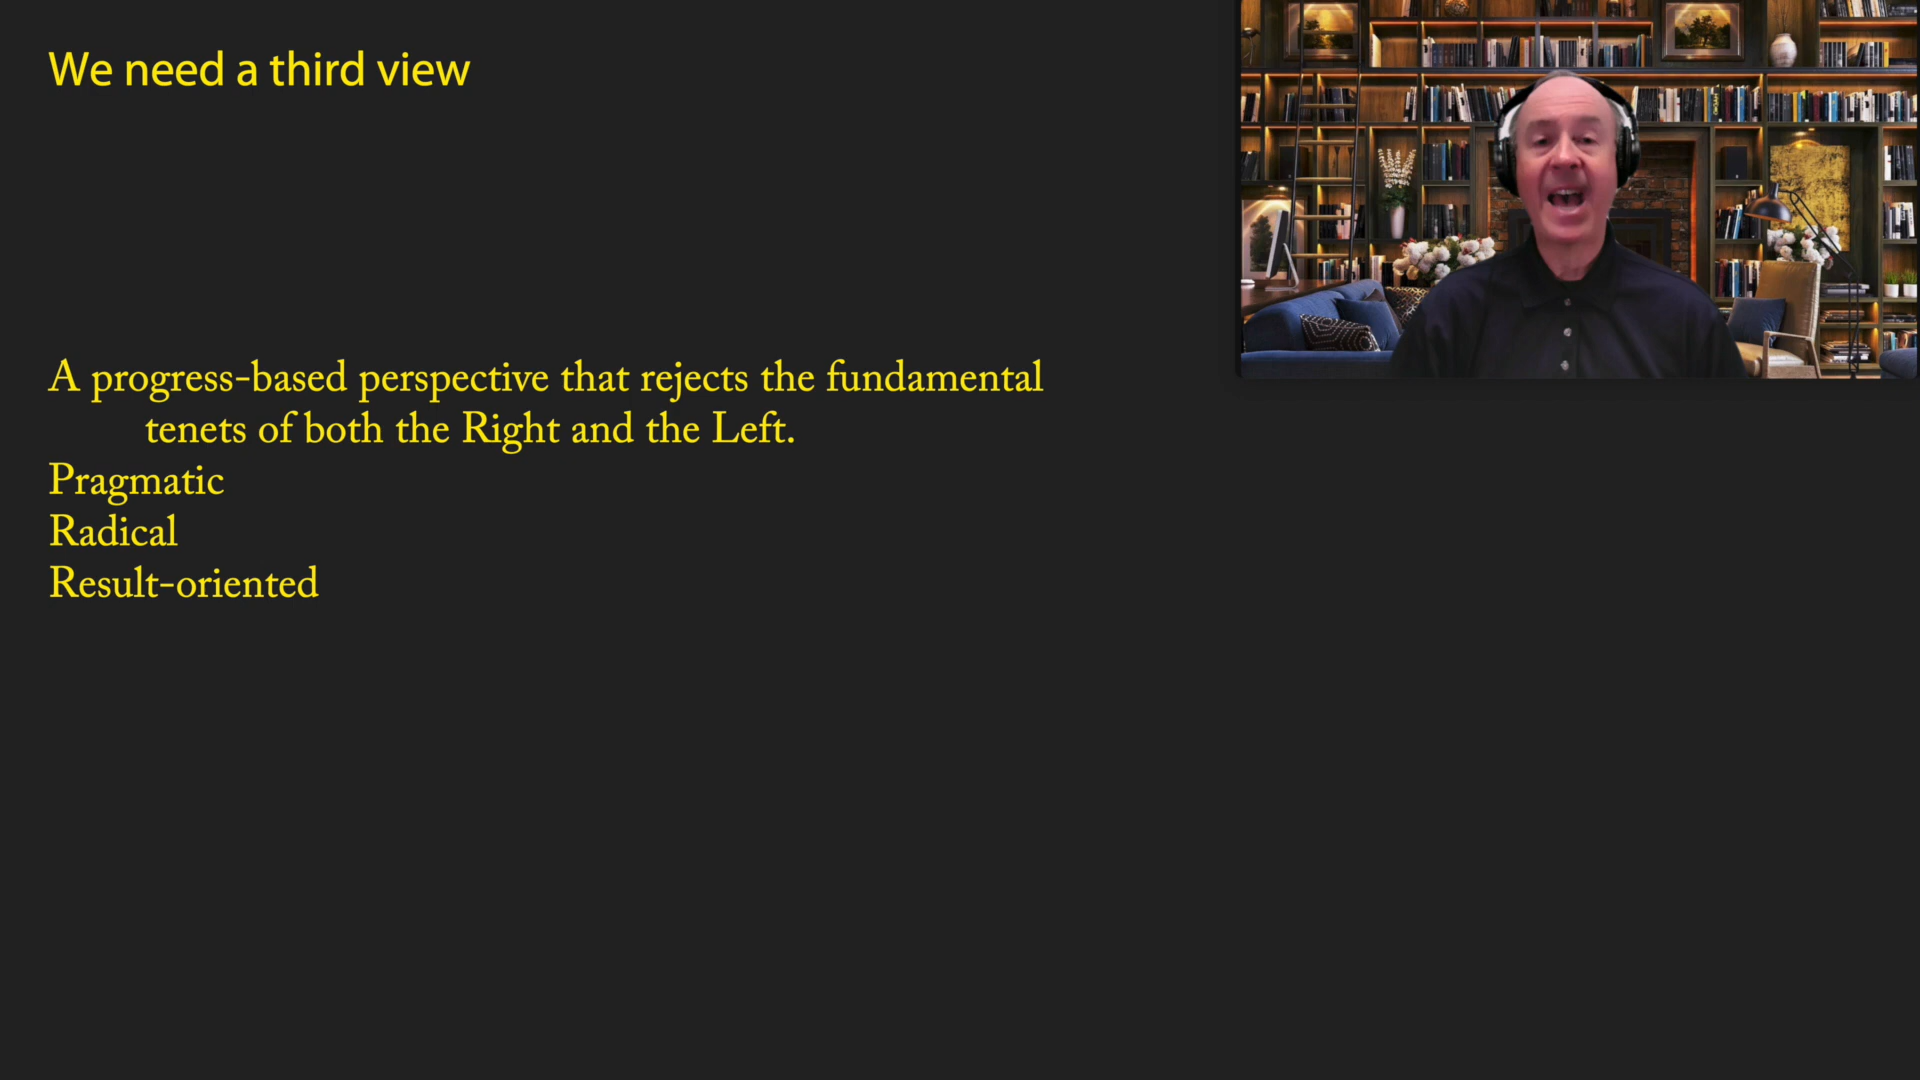 We need a third view
A progress-based perspective that rejects the fundamental
tenets of both the Right and the Left.
Pragmatic
Radical
Result-oriented